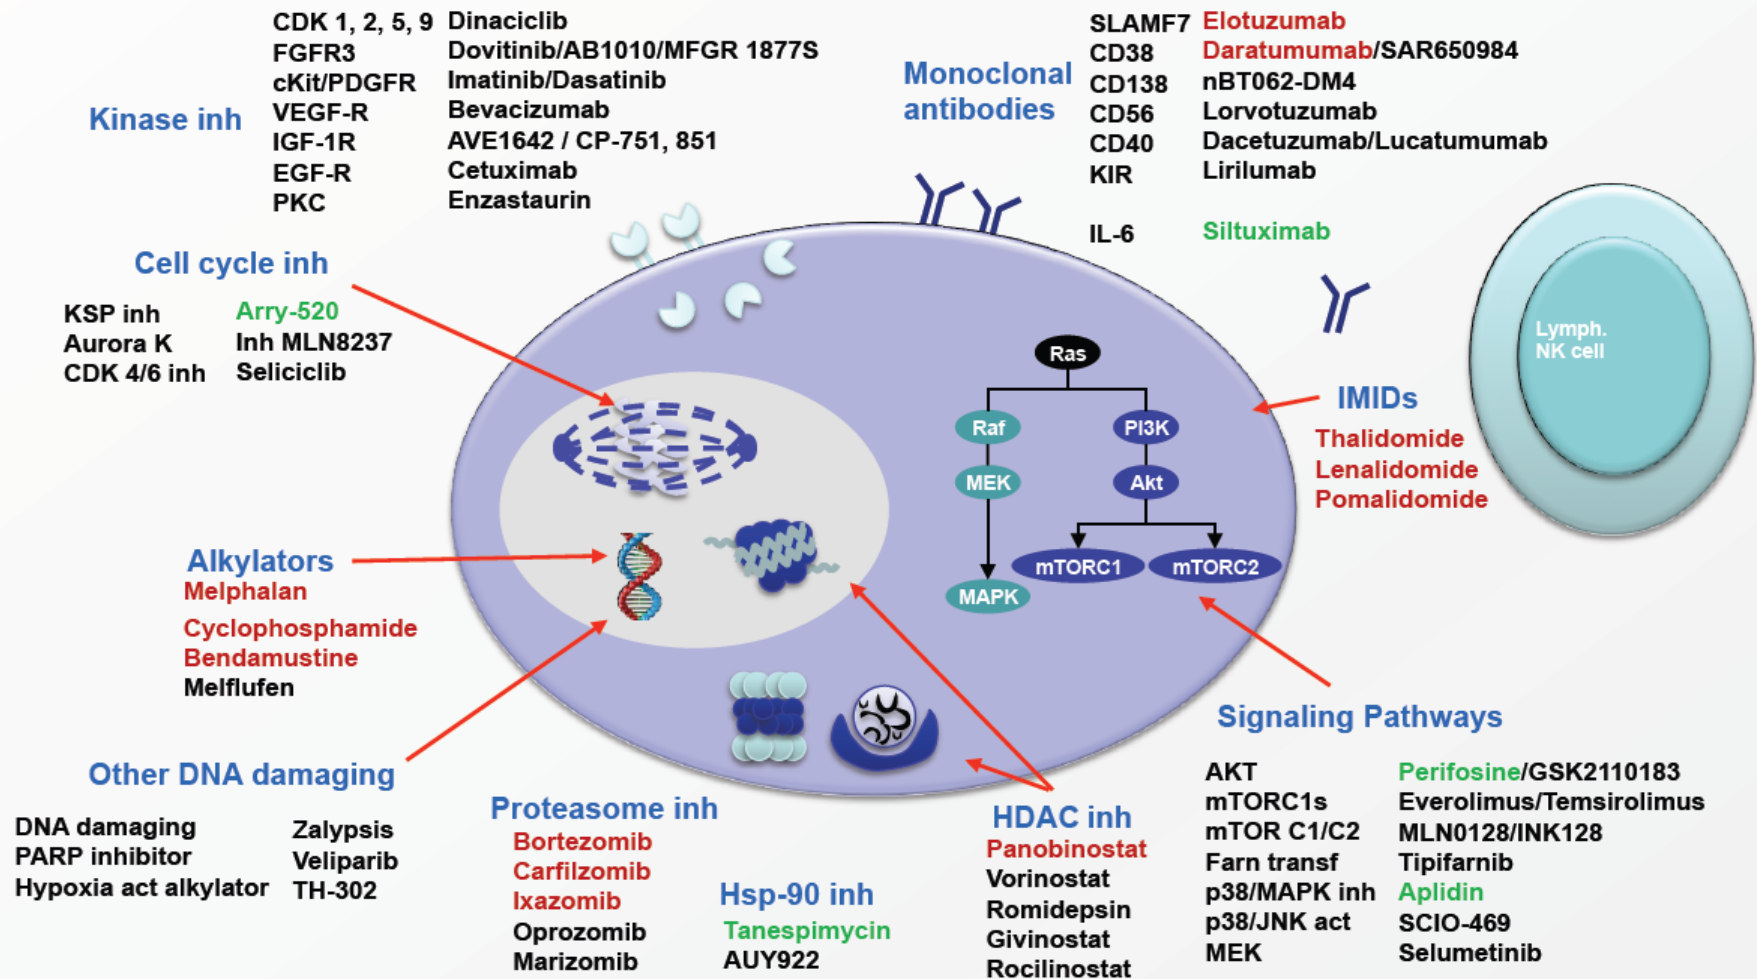 Kinase inh
CDK 1, 2, 5, 9 Dinaciclib
FGFR3 Dovitinib/AB1010/MFGR 1877S
cKit/PDGFR Imatinib/Dasatinib
VEGF-R Bevacizumab
IGF-1R AVE1642 / CP-751, 851
EGF-R Cetuximab
PKC Enzastaurin
Monoclonal
antibodies
SLAMF7 Elotuzumab
CD38 Daratumumab/SAR650984
CD138 nBT062-DM4
CD56 Lorvotuzumab
CD40 Dacetuzumab/Lucatumumab
KIR Lirilumab
IL-6 Siltuximab
Cell cycle inh
KSP inh Arry-520
Aurora K Inh MLN8237
CDK 4/6 inh Seliciclib
Lymph.
NK cell
Ras
Raf PI3K
MEK Akt
mTORC1 mTORC2
MAPK
IMIDs
Thalidomide
Lenalidomide
Pomalidomide
Alkylators
Melphalan
Cyclophosphamide
Bendamustine
Melflufen
Other DNA damaging
DNA damaging Zalypsis
PARP inhibitor Veliparib
Hypoxia act alkylator TH-302
Proteasome inh
Bortezomib
Carfilzomib
Ixazomib
Oprozomib
Marizomib
Hsp-90 inh
Tanespimycin
AUY922
HDAC inh
Panobinostat
Vorinostat
Romidepsin
Givinostat
Rocilinostat
Signaling Pathways
AKT Perifosine/GSK2110183
mTORC1s Everolimus/Temsirolimus
mTOR C1/C2 MLN0128/INK128
Farn transf Tipifarnib
p38/MAPK inh Aplidin
p38/JNK act SCIO-469
MEK Selumetinib